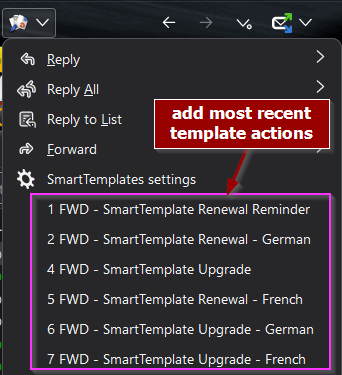 Reply
Reply All
Reply to List
Forward
add most recent
template actions
SmartTemplates settings
1 FWD - SmartTemplate Renewal Reminder
2 FWD - SmartTemplate Renewal - German
4 FWD - SmartTemplate Upgrade
5 FWD - SmartTemplate Renewal - French
6 FWD - SmartTemplate Upgrade - German
7 FWD - SmartTemplate Upgrade - French